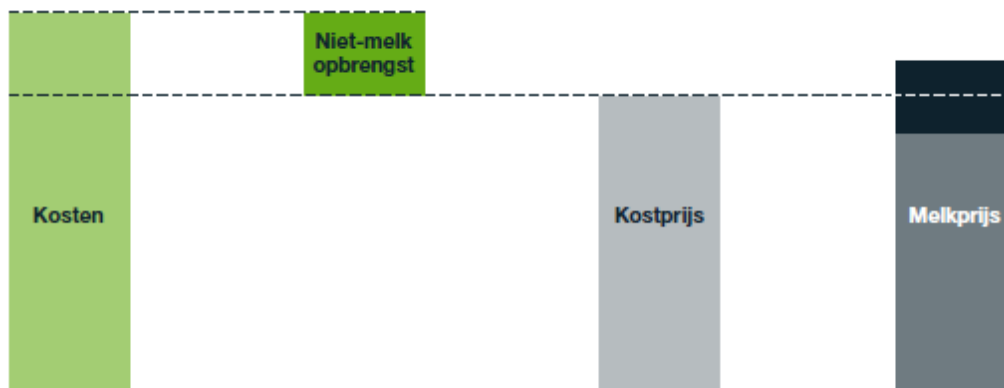 Niet-melk
opbrengst
Kosten
Kostprijs
Melkprijs